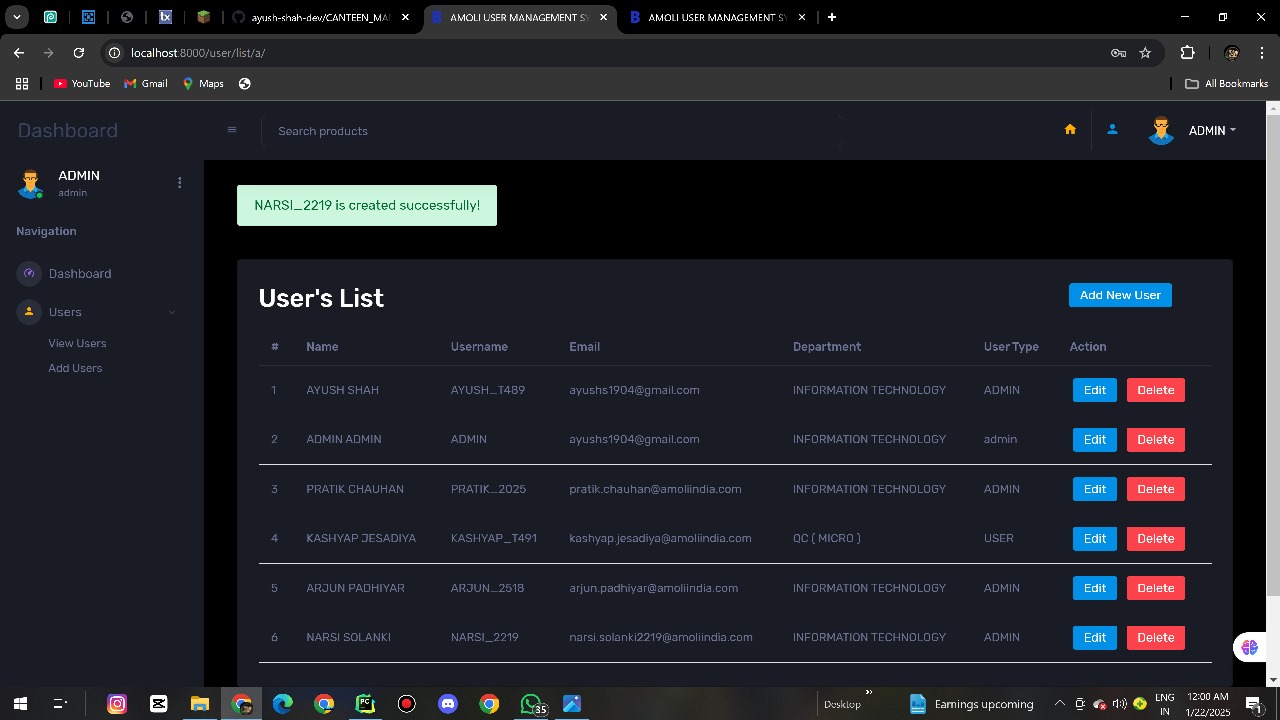 ayush-shah-dev/CANTEEN_MA
AMOLI USER MANAGEMENT SY
AMOLI USER MANAGEMENT SY
localhost:8000/user/list/a/
YouTube Gmail Maps All Bookmarks
Dashboard Search products ADMIN
ADMIN
admin
Navigation
Dashboard
Users
View Users
Add Users
NARSI_2219 is created successfully!
User's List Add New User
# Name Username Email Department User Type Action
1 AYUSH SHAH AYUSH_T489 ayushs1904@gmail.com INFORMATION TECHNOLOGY ADMIN Edit Delete
2 ADMIN ADMIN ADMIN ayushs1904@gmail.com INFORMATION TECHNOLOGY admin Edit Delete
3 PRATIK CHAUHAN PRATIK_2025 pratik.chauhan@amoliindia.com INFORMATION TECHNOLOGY ADMIN Edit Delete
4 KASHYAP JESADIYA KASHYAP_T491 kashyap.jesadiya@amoliindia.com QC ( MICRO ) USER Edit Delete
5 ARJUN PADHIYAR ARJUN_2518 arjun.padhiyar@amoliindia.com INFORMATION TECHNOLOGY ADMIN Edit Delete
6 NARSI SOLANKI NARSI_2219 narsi.solanki2219@amoliindia.com INFORMATION TECHNOLOGY ADMIN Edit Delete
PC 35 Desktop Earnings upcoming
ENG
IN
12:00 AM
1/22/2025
1